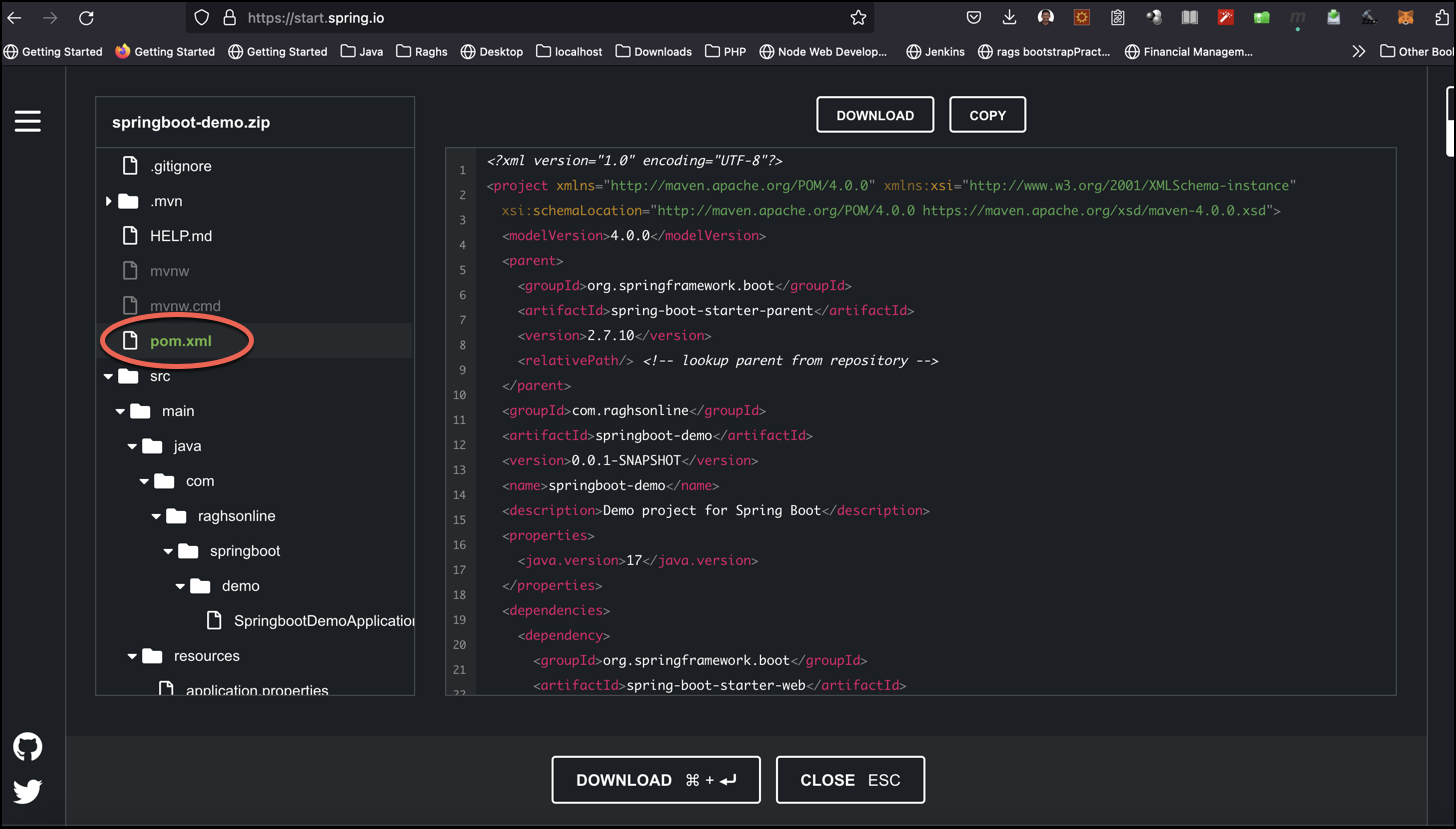 https://start.spring.io
Getting Started
Getting Started
Getting Started
Java
Raghs
Desktop
localhost
Downloads
PHP
Node Web Develop...
Jenkins
rags bootstrapPract...
Financial Managem...
Other Boo
springboot-demo.zip
.gitignore
.mvn
HELP.md
mvnw
mvnw.cmd
pom.xml
src
main
java
com
raghsonline
springboot
demo
SpringbootDemoApplication
resources
application.properties
DOWNLOAD
COPY
1 <?xml version="1.0" encoding="UTF-8"?>
2 <project xmlns="http://maven.apache.org/POM/4.0.0" xmlns:xsi="http://www.w3.org/2001/XMLSchema-instance"
3 xsi:schemaLocation="http://maven.apache.org/POM/4.0.0 https://maven.apache.org/xsd/maven-4.0.0.xsd">
4 <modelVersion>4.0.0</modelVersion>
5 <parent>
6 <groupId>org.springframework.boot</groupId>
7 <artifactId>spring-boot-starter-parent</artifactId>
8 <version>2.7.10</version>
9 <relativePath/> <!-- lookup parent from repository -->
10 </parent>
11 <groupId>com.raghsonline</groupId>
12 <artifactId>springboot-demo</artifactId>
13 <version>0.0.1-SNAPSHOT</version>
14 <name>springboot-demo</name>
15 <description>Demo project for Spring Boot</description>
16 <properties>
17 <java.version>17</java.version>
18 </properties>
19 <dependencies>
20 <dependency>
21 <groupId>org.springframework.boot</groupId>
22 <artifactId>spring-boot-starter-web</artifactId>
DOWNLOAD ⌘ + ↵
CLOSE ESC